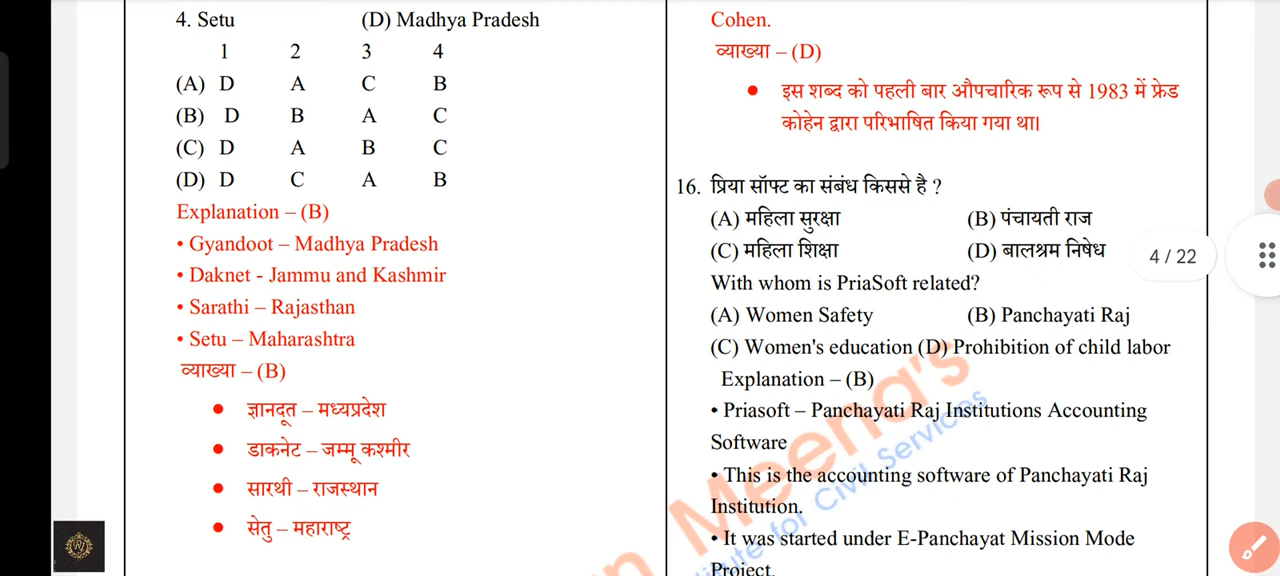 4. Setu (D) Madhya Pradesh
1 2 3 4
(A) D A C B
(B) D B A C
(C) D A B C
(D) D C A B
Explanation – (B)
• Gyandoot – Madhya Pradesh
• Daknet - Jammu and Kashmir
• Sarathi – Rajasthan
• Setu – Maharashtra
व्याख्या – (B)
● ज्ञानदूत – मध्यप्रदेश
● डाकनेट – जम्मू कश्मीर
● सारथी – राजस्थान
● सेतु – महाराष्ट्र
Cohen.
व्याख्या – (D)
● इस शब्द को पहली बार औपचारिक रूप से 1983 में फ्रेड
कोहेन द्वारा परिभाषित किया गया था।
16. प्रिया सॉफ्ट का संबंध किससे है ?
(A) महिला सुरक्षा (B) पंचायती राज
(C) महिला शिक्षा (D) बालश्रम निषेध
With whom is PriaSoft related?
(A) Women Safety (B) Panchayati Raj
(C) Women's education (D) Prohibition of child labor
Explanation – (B)
• Priasoft – Panchayati Raj Institutions Accounting
Software
• This is the accounting software of Panchayati Raj
Institution.
• It was started under E-Panchayat Mission Mode
Project.
4 / 22
Meena's
for Civil Services